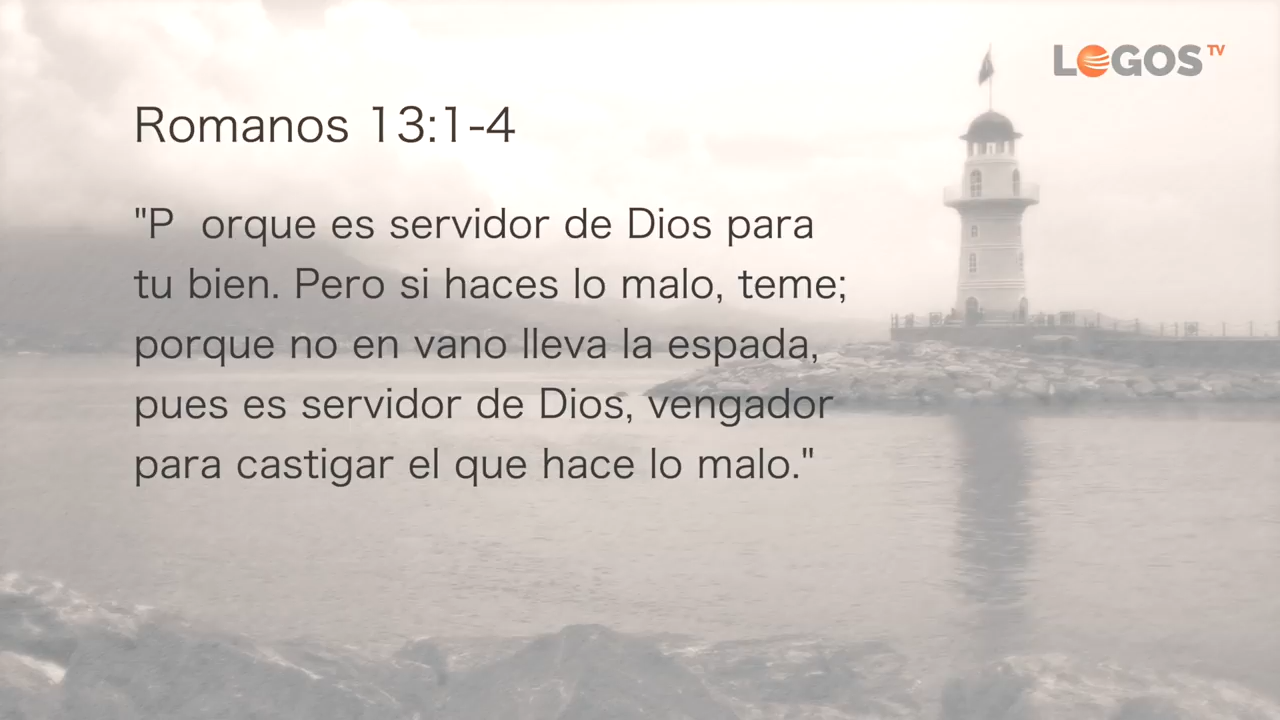 LOGOS TV
Romanos 13:1-4
"P orque es servidor de Dios para
tu bien. Pero si haces lo malo, teme;
porque no en vano lleva la espada,
pues es servidor de Dios, vengador
para castigar el que hace lo malo."